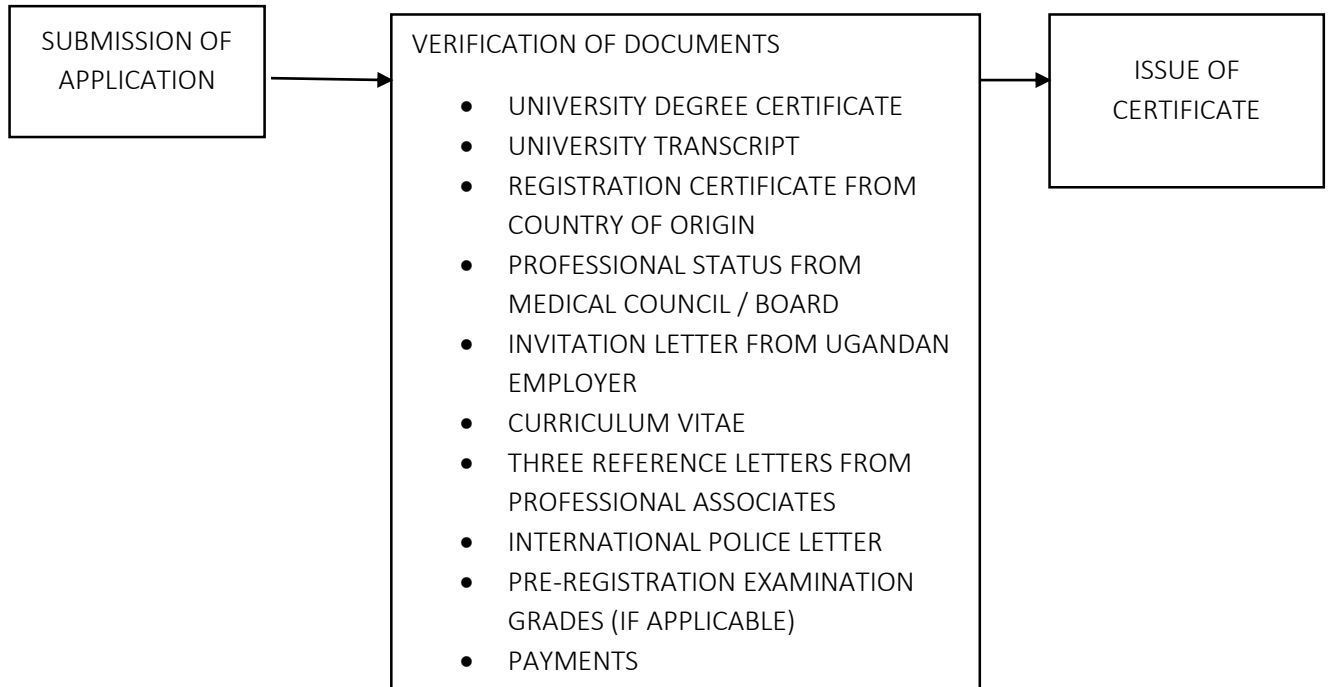 SUBMISSION OF
APPLICATION
VERIFICATION OF DOCUMENTS
• UNIVERSITY DEGREE CERTIFICATE
• UNIVERSITY TRANSCRIPT
• REGISTRATION CERTIFICATE FROM
COUNTRY OF ORIGIN
• PROFESSIONAL STATUS FROM
MEDICAL COUNCIL / BOARD
• INVITATION LETTER FROM UGANDAN
EMPLOYER
• CURRICULUM VITAE
• THREE REFERENCE LETTERS FROM
PROFESSIONAL ASSOCIATES
• INTERNATIONAL POLICE LETTER
• PRE-REGISTRATION EXAMINATION
GRADES (IF APPLICABLE)
• PAYMENTS
ISSUE OF
CERTIFICATE